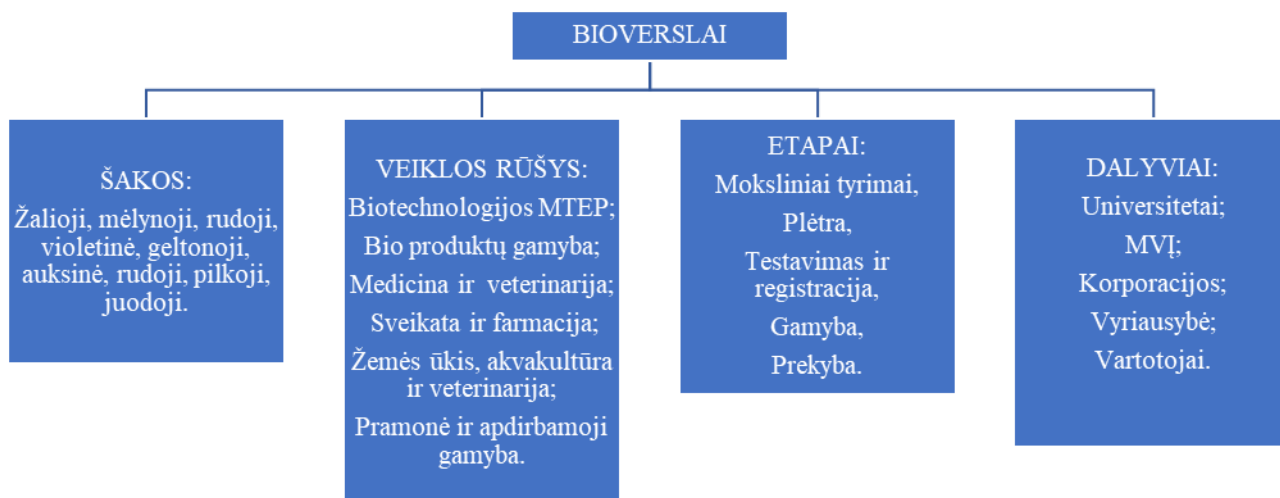 BIOVERSLAI
ŠAKOS:
Žalioji, mėlynoji, rudoji,
violetinė, geltonoji,
auksinė, rudoji, pilkoji,
juodoji.
VEIKLOS RŪŠYS:
Biotechnologijos MTEP;
Bio produktų gamyba;
Medicina ir veterinarija;
Sveikata ir farmacija;
Žemės ūkis, akvakultūra
ir veterinarija;
Pramonė ir apdirbamoji
gamyba.
ETAPAI:
Moksliniai tyrimai,
Plėtra,
Testavimas ir
registracija,
Gamyba,
Prekyba.
DALYVIAI:
Universitetai;
MVĮ;
Korporacijos;
Vyriausybė;
Vartotojai.